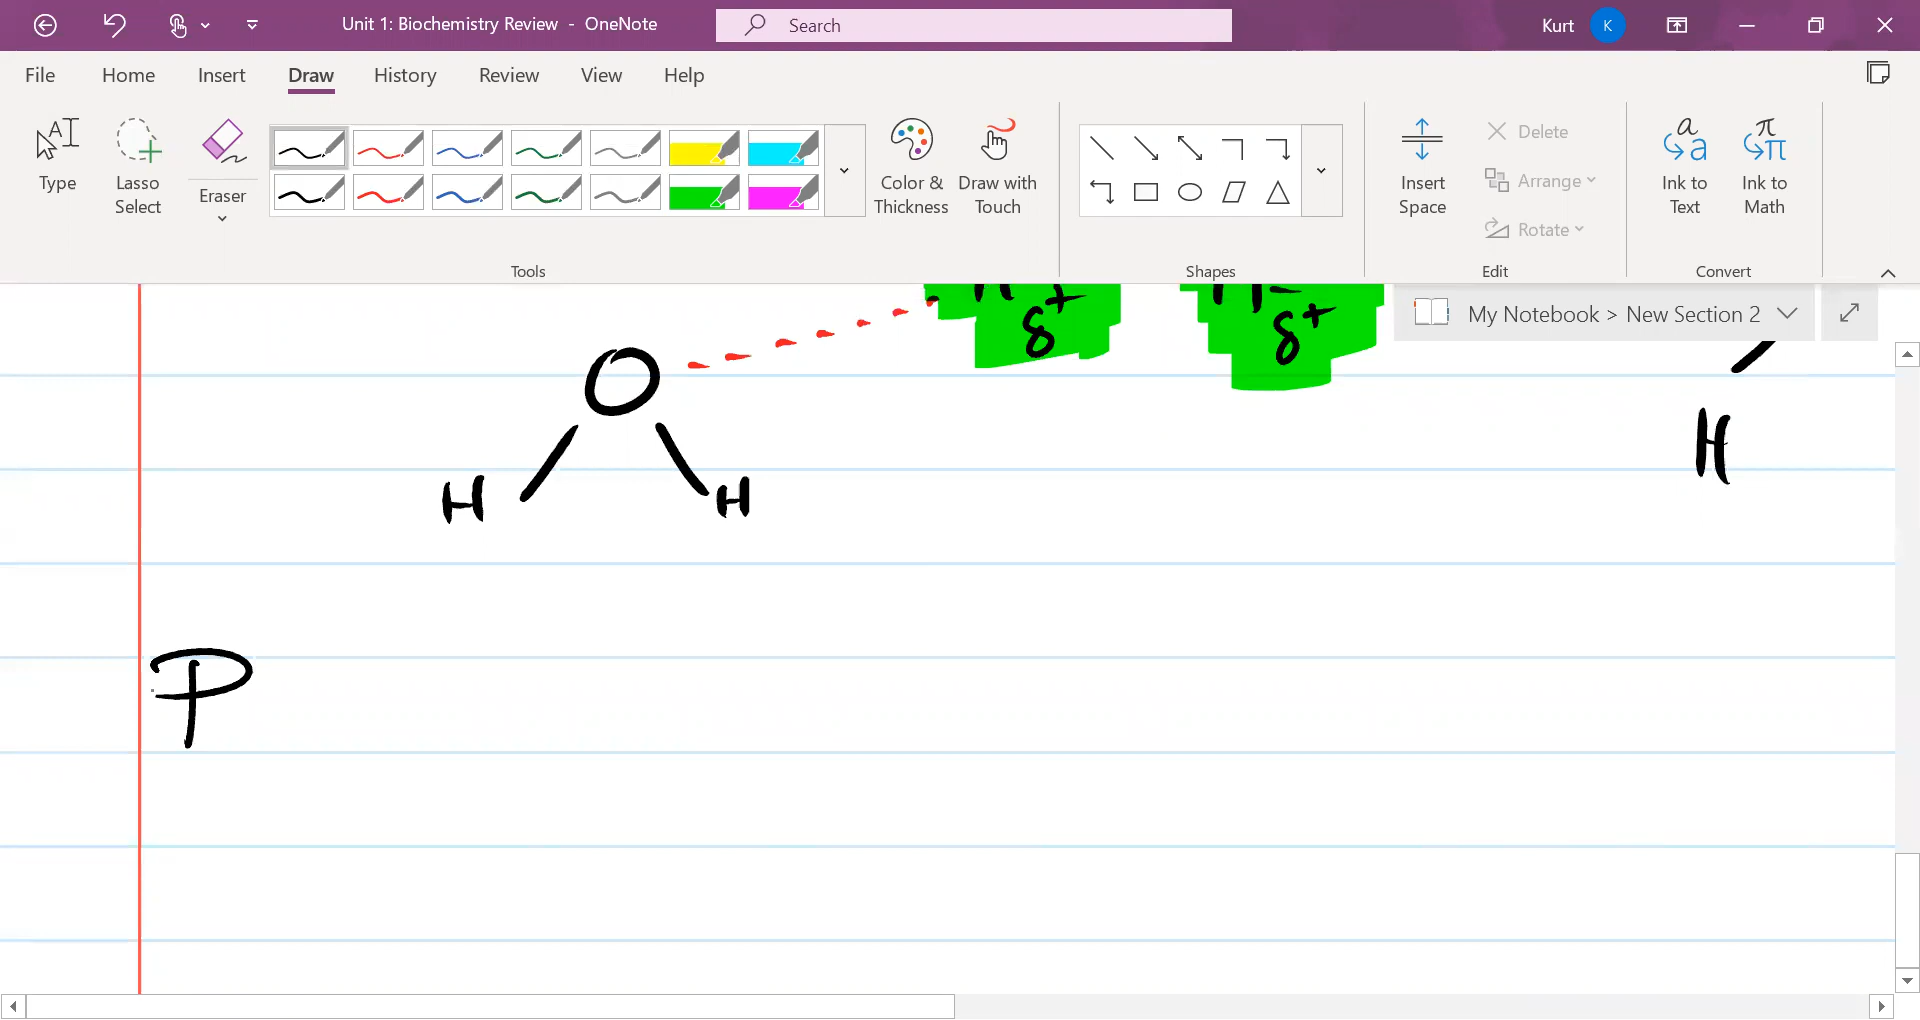 Unit 1: Biochemistry Review - OneNote
Search
Kurt
K
File Home Insert Draw History Review View Help
Type
Lasso Select
Eraser
Color & Thickness
Draw with Touch
Insert Space
Delete
Arrange
Rotate
Ink to Text
Ink to Math
Tools
Shapes
Edit
Convert
My Notebook > New Section 2
δ+
δ+
O
H
H H
P